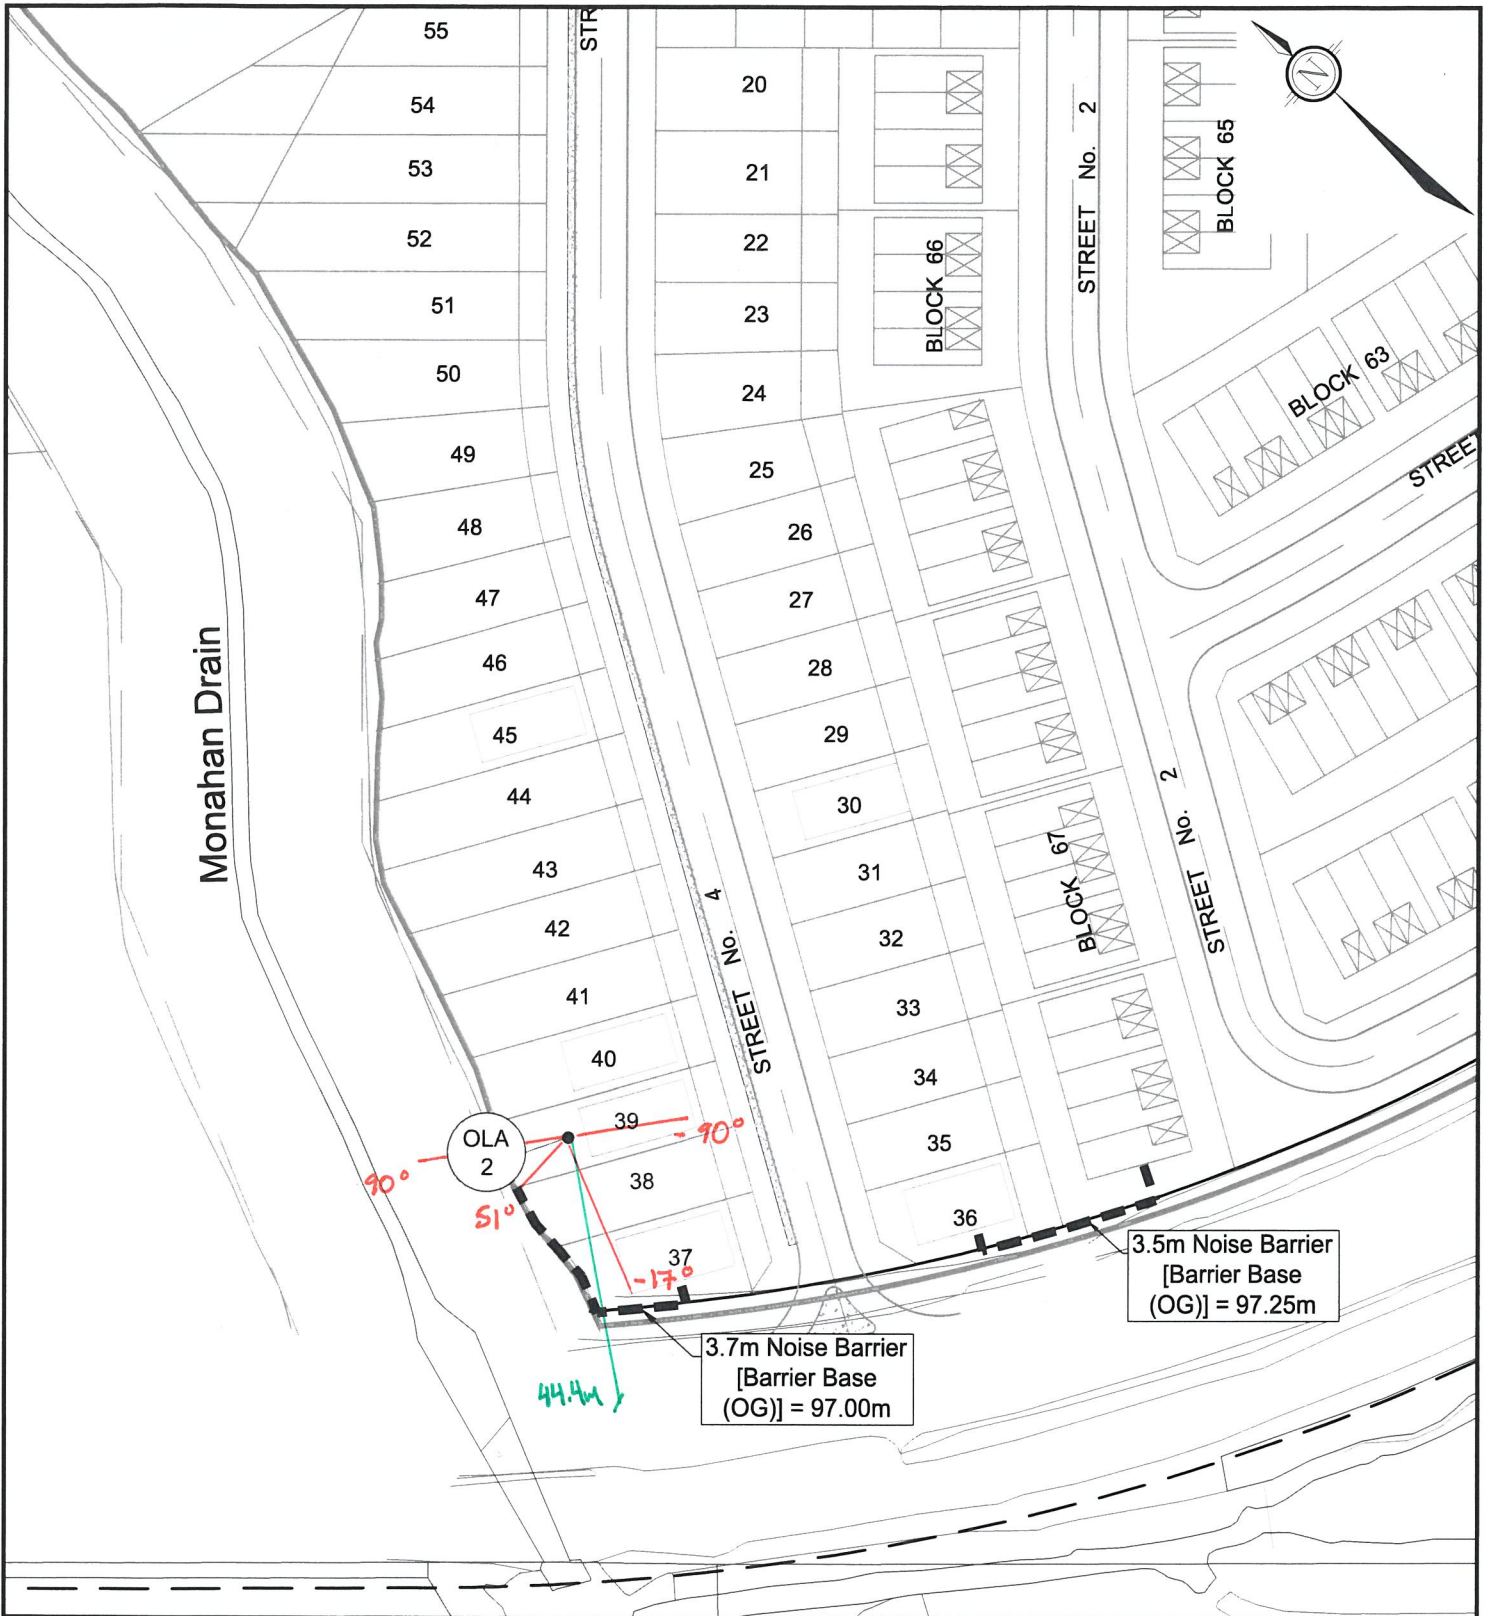 55
54
53
52
51
50
49
48
47
46
45
44
43
42
41
40
39
38
37
STR
20
21
22
23
24
25
26
27
28
29
30
31
32
33
34
35
36
BLOCK 66
STREET No. 2
BLOCK 65
N
BLOCK 63
STREET
Monahan Drain
STREET No. 4
BLOCK 67
STREET No. 2
OLA
2
90°
- 90°
51°
-17°
44.4m
3.7m Noise Barrier
[Barrier Base
(OG)] = 97.00m
3.5m Noise Barrier
[Barrier Base
(OG)] = 97.25m